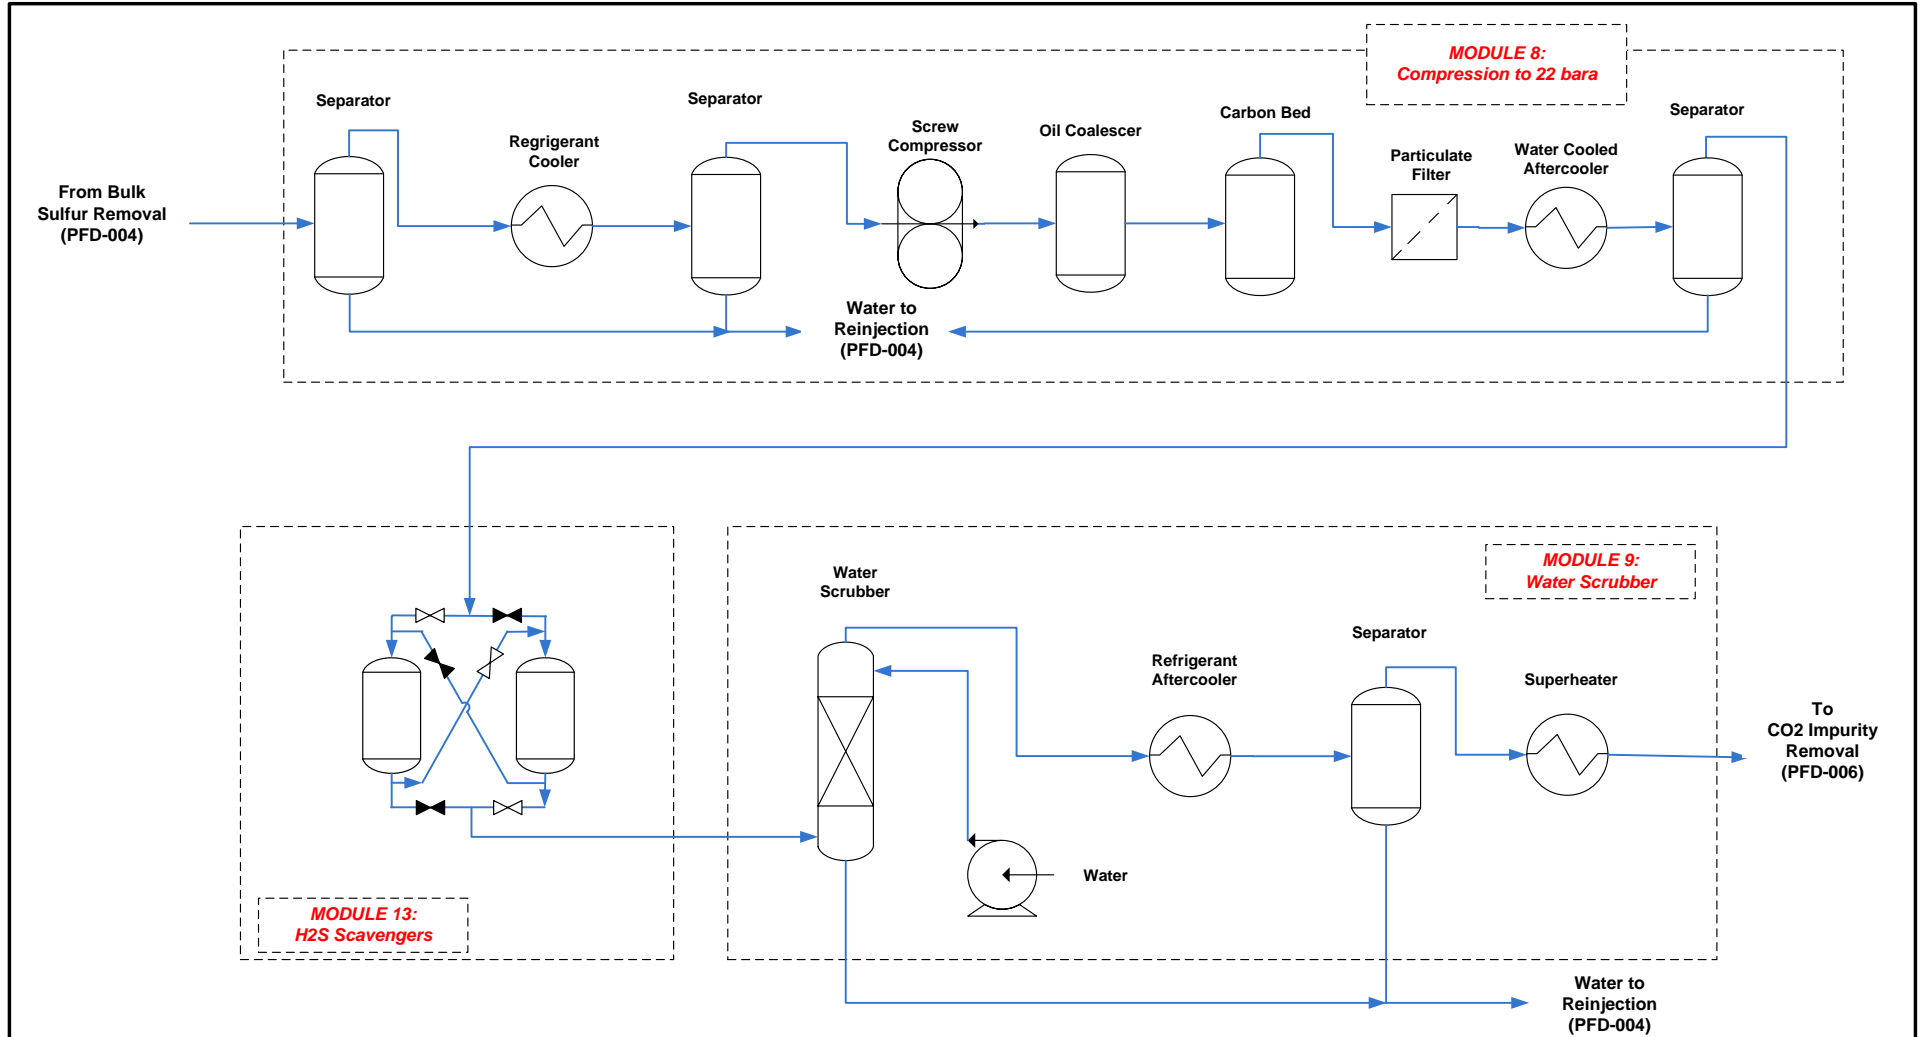 MODULE 8:
Compression to 22 bara
Separator
Separator
Separator
Regrigerant
Cooler
Screw
Compressor
Oil Coalescer
Carbon Bed
Particulate
Filter
Water Cooled
Aftercooler
From Bulk
Sulfur Removal
(PFD-004)
Water to
Reinjection
(PFD-004)
MODULE 9:
Water Scrubber
Water
Scrubber
Refrigerant
Aftercooler
Separator
Superheater
To
CO2 Impurity
Removal
(PFD-006)
Water
MODULE 13:
H2S Scavengers
Water to
Reinjection
(PFD-004)